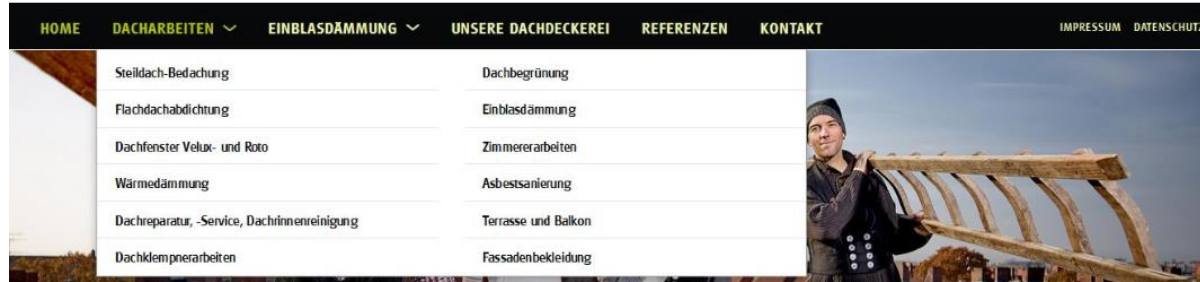 HOME DACHARBEITEN EINBLASDÄMMUNG UNSERE DACHDECKEREI REFERENZEN KONTAKT IMPRESSUM DATENSCHUTZ
Steildach-Bedachung
Flachdachabdichtung
Dachfenster Velux- und Roto
Wärmedämmung
Dachreparatur, -Service, Dachrinnenreinigung
Dachklempnerarbeiten
Dachbegrünung
Einblasdämmung
Zimmererarbeiten
Asbestsanierung
Terrasse und Balkon
Fassadenbekleidung